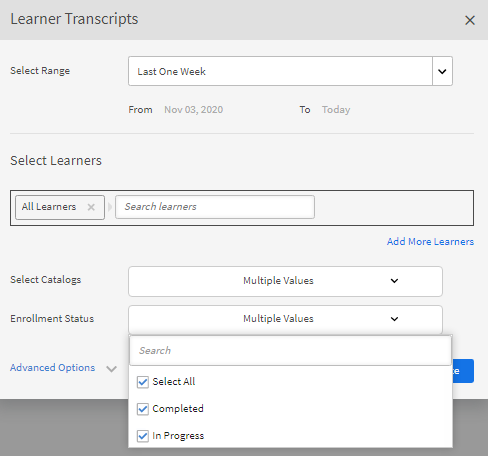 Learner Transcripts
Select Range
Last One Week
From Nov 03, 2020 To Today
Select Learners
All Learners
Search learners
Add More Learners
Select Catalogs
Multiple Values
Enrollment Status
Multiple Values
Search
Advanced Options
Select All
Completed
In Progress